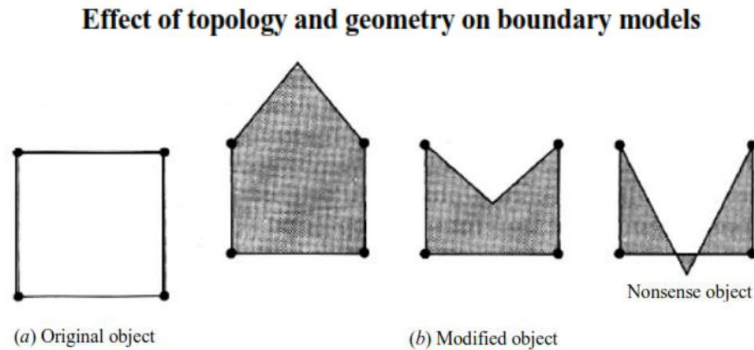 Effect of topology and geometry on boundary models
Nonsense object
(a) Original object
(b) Modified object